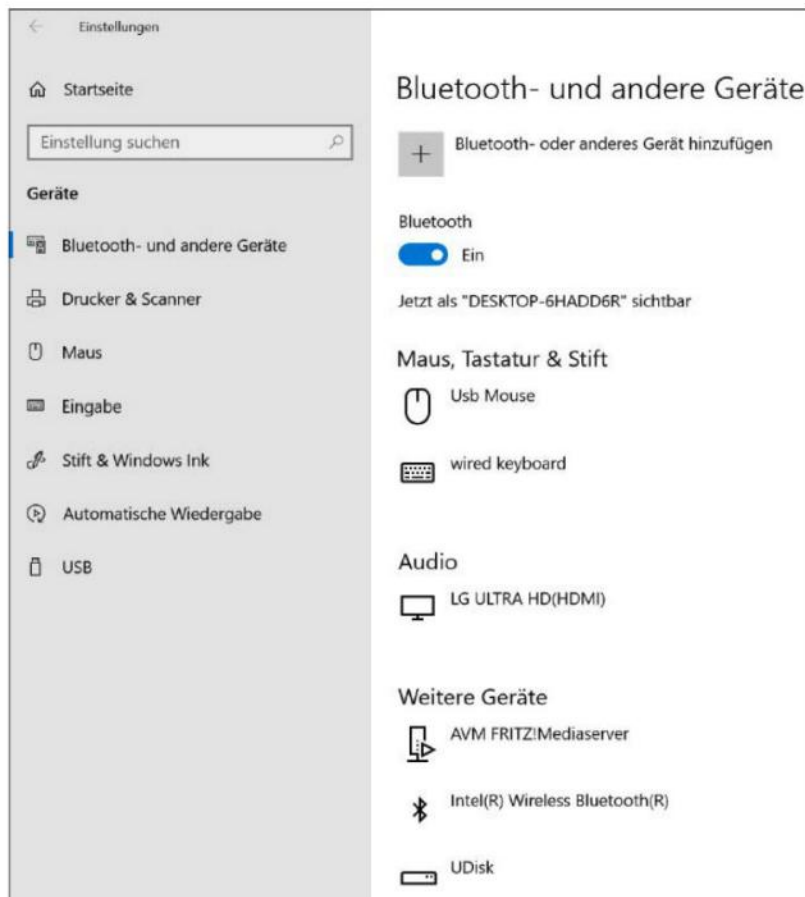 Einstellungen
Startseite
Einstellung suchen
Geräte
Bluetooth- und andere Geräte
Drucker & Scanner
Maus
Eingabe
Stift & Windows Ink
Automatische Wiedergabe
USB
Bluetooth- und andere Geräte
Bluetooth- oder anderes Gerät hinzufügen
Bluetooth
Ein
Jetzt als "DESKTOP-6HADD6R" sichtbar
Maus, Tastatur & Stift
Usb Mouse
wired keyboard
Audio
LG ULTRA HD(HDMI)
Weitere Geräte
AVM FRITZ!Mediaserver
Intel(R) Wireless Bluetooth(R)
UDisk